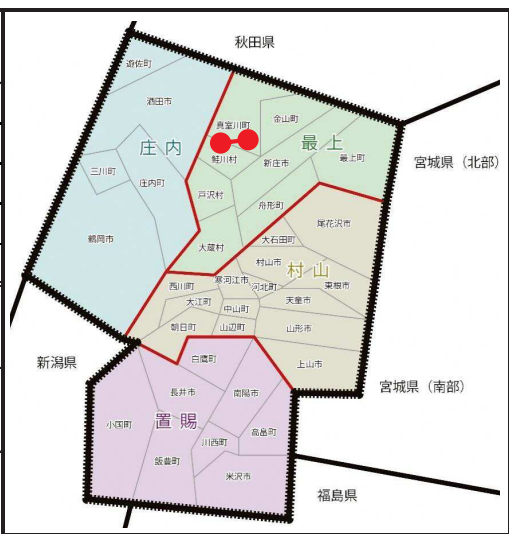 秋田県
遊佐町
酒田市
真室川町
金山町
庄内
最上
鮭川村
新庄市
最上町
宮城県（北部）
三川町
庄内町
戸沢村
舟形町
鶴岡市
大蔵村
大石田町
尾花沢市
村山市
村山
西川町
寒河江市
河北町
東根市
大江町
中山町
天童市
朝日町
山辺町
山形市
新潟県
白鷹町
上山市
宮城県（南部）
長井市
南陽市
小国町
置賜
高畠町
川西町
飯豊町
米沢市
福島県